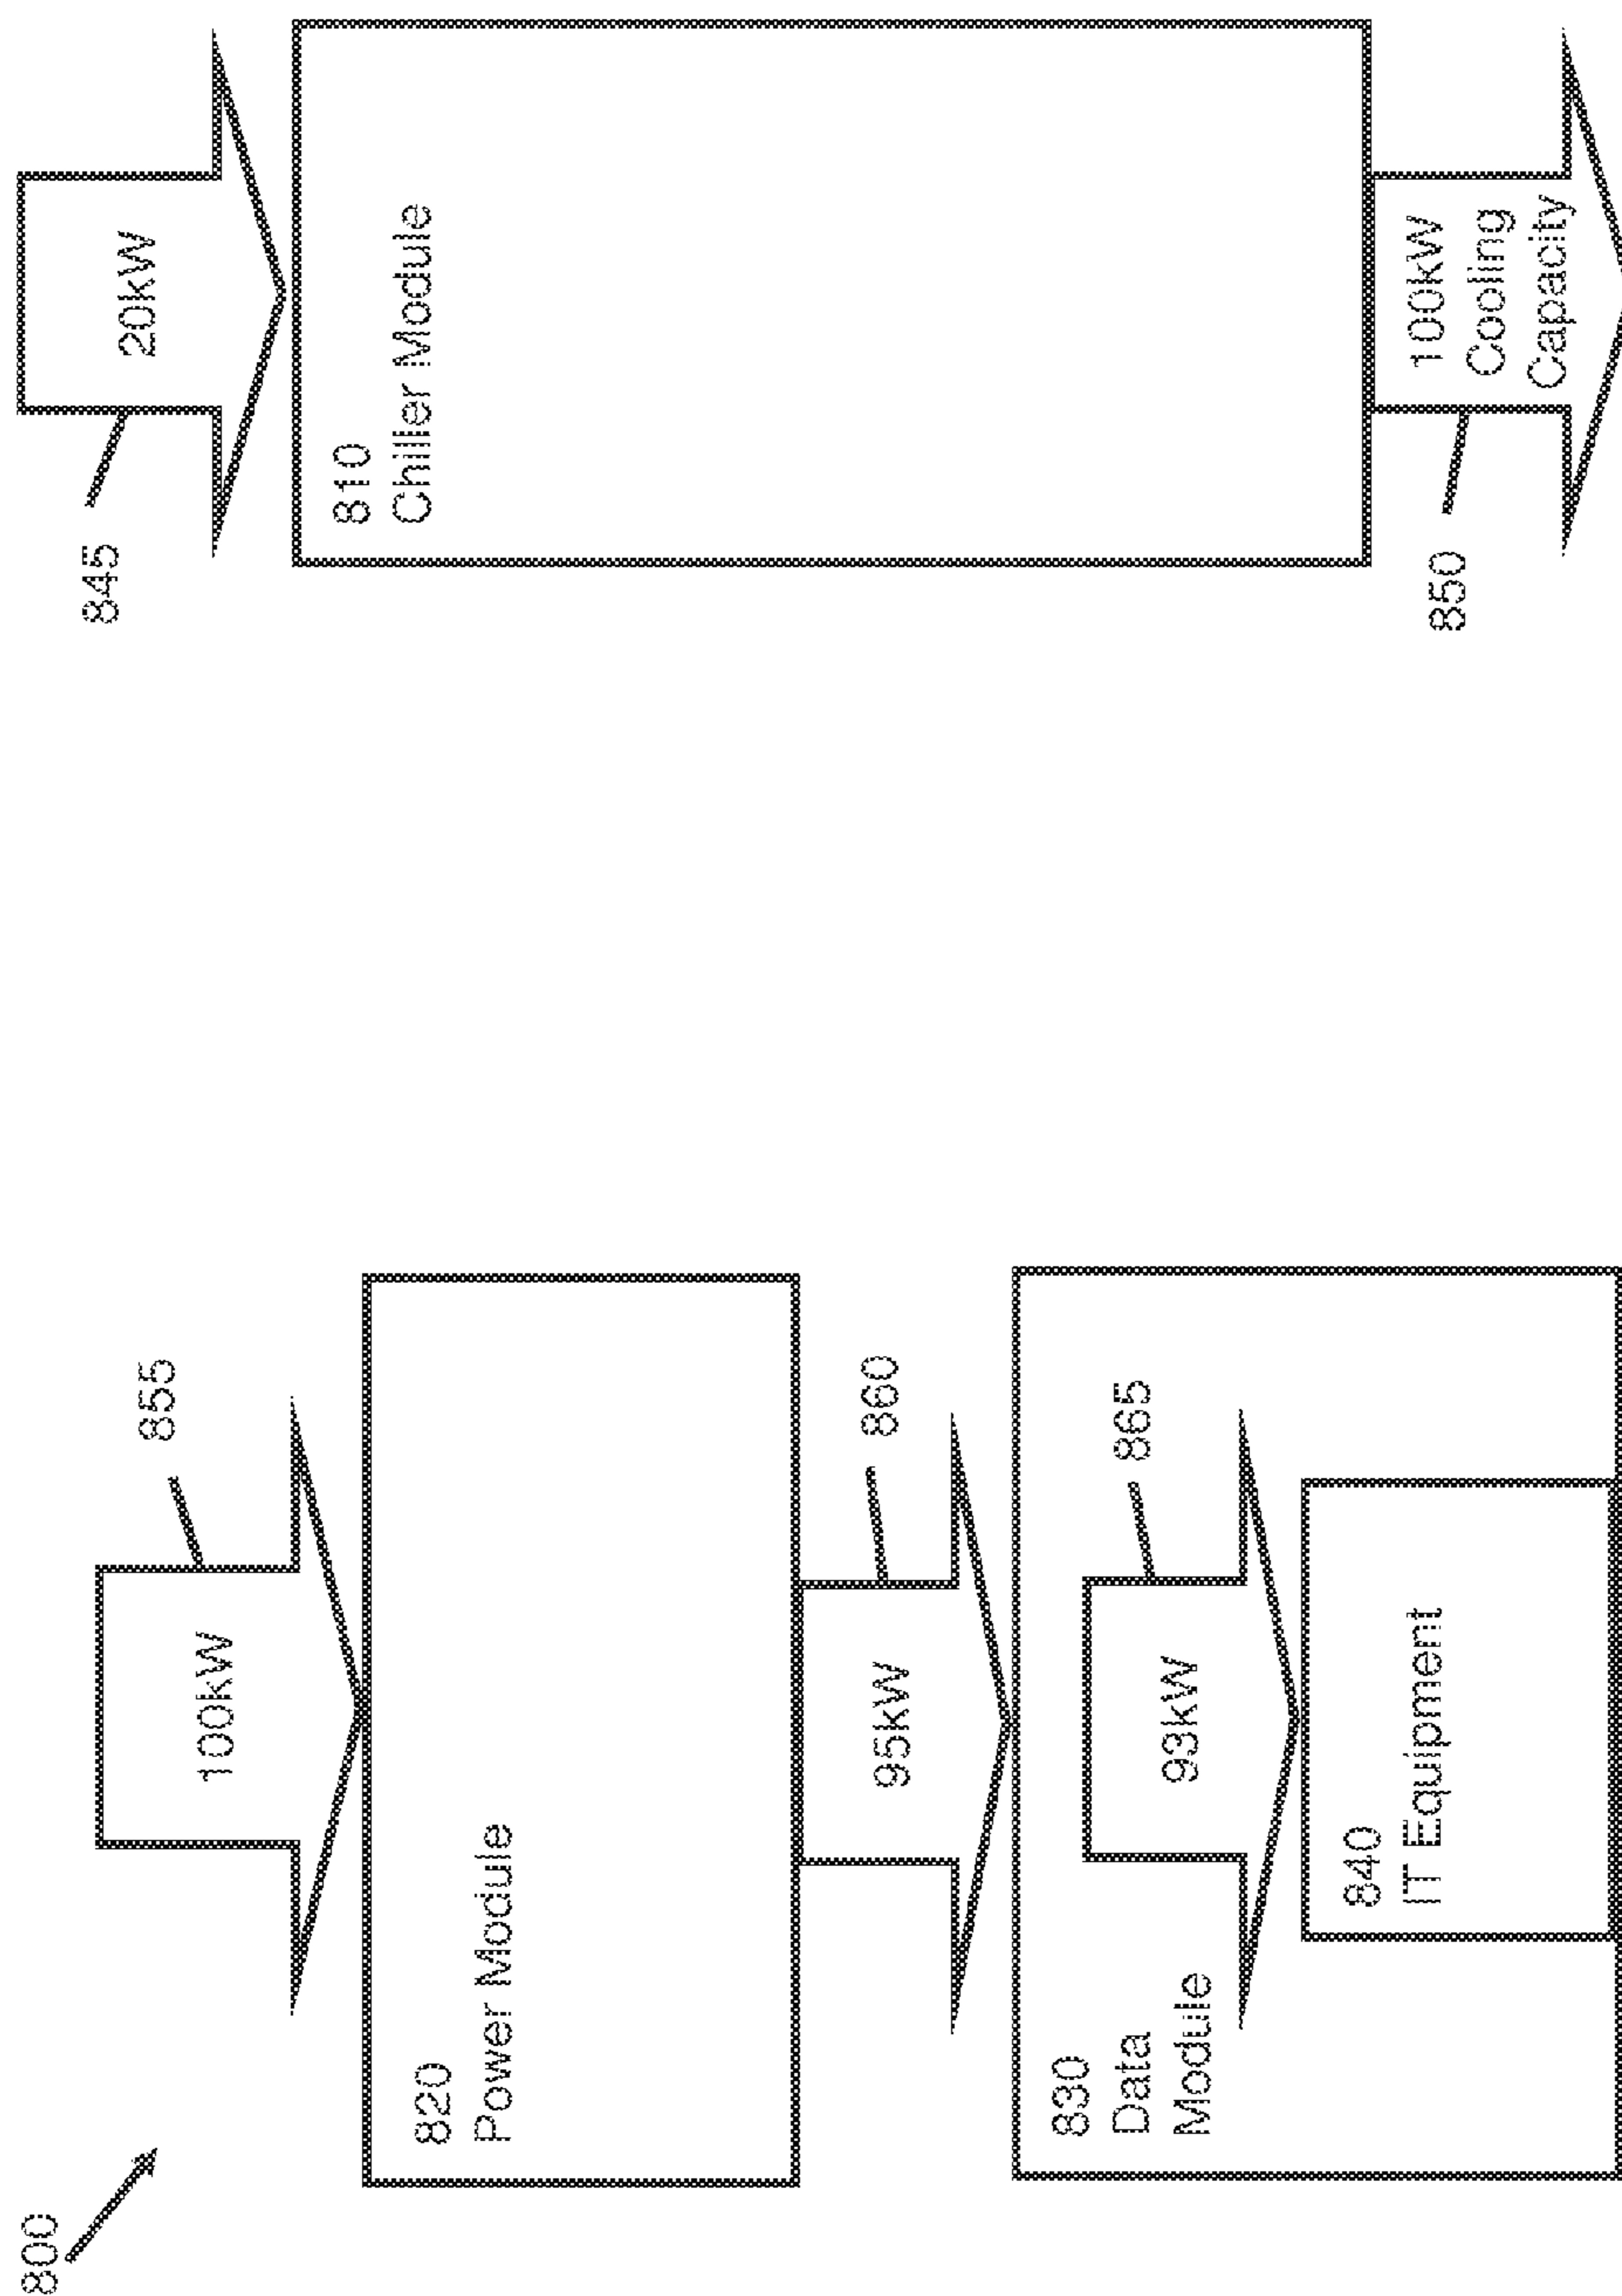 800
855
100kW
820
Power Module
860
95kW
830
Data
Module
865
93kW
840
IT Equipment
845
20kW
810
Chiller Module
850
100kW
Cooling
Capacity